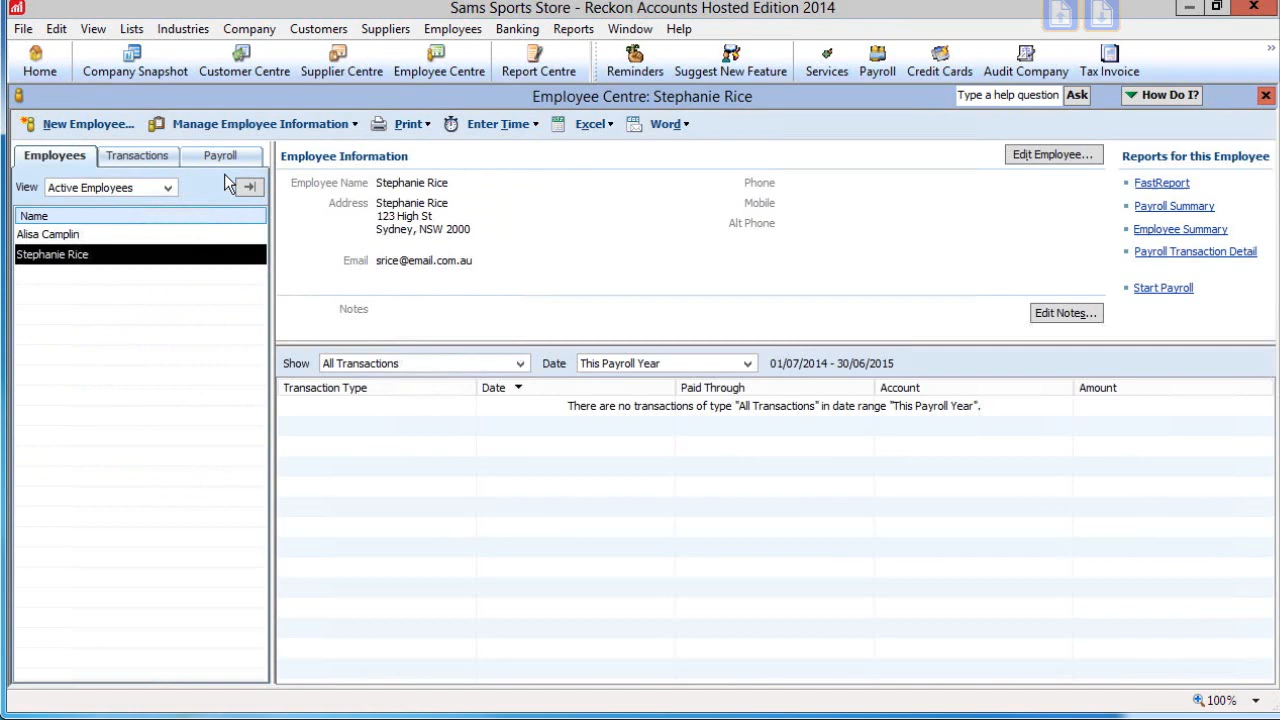 Sams Sports Store - Reckon Accounts Hosted Edition 2014
File Edit View Lists Industries Company Customers Suppliers Employees Banking Reports Window Help
Home Company Snapshot Customer Centre Supplier Centre Employee Centre Report Centre Reminders Suggest New Feature Services Payroll Credit Cards Audit Company Tax Invoice
Employee Centre: Stephanie Rice Type a help question Ask How Do I?
New Employee... Manage Employee Information Print Enter Time Excel Word
Employees Transactions Payroll
View Active Employees
Name
Alisa Camplin
Stephanie Rice
Employee Information Edit Employee...
Employee Name Stephanie Rice Phone
Address Stephanie Rice Mobile
123 High St
Sydney, NSW 2000 Alt Phone
Email srice@email.com.au
Notes Edit Notes...
Reports for this Employee
FastReport
Payroll Summary
Employee Summary
Payroll Transaction Detail
Start Payroll
Show All Transactions Date This Payroll Year 01/07/2014 - 30/06/2015
Transaction Type Date Paid Through Account Amount
There are no transactions of type "All Transactions" in date range "This Payroll Year".
100%